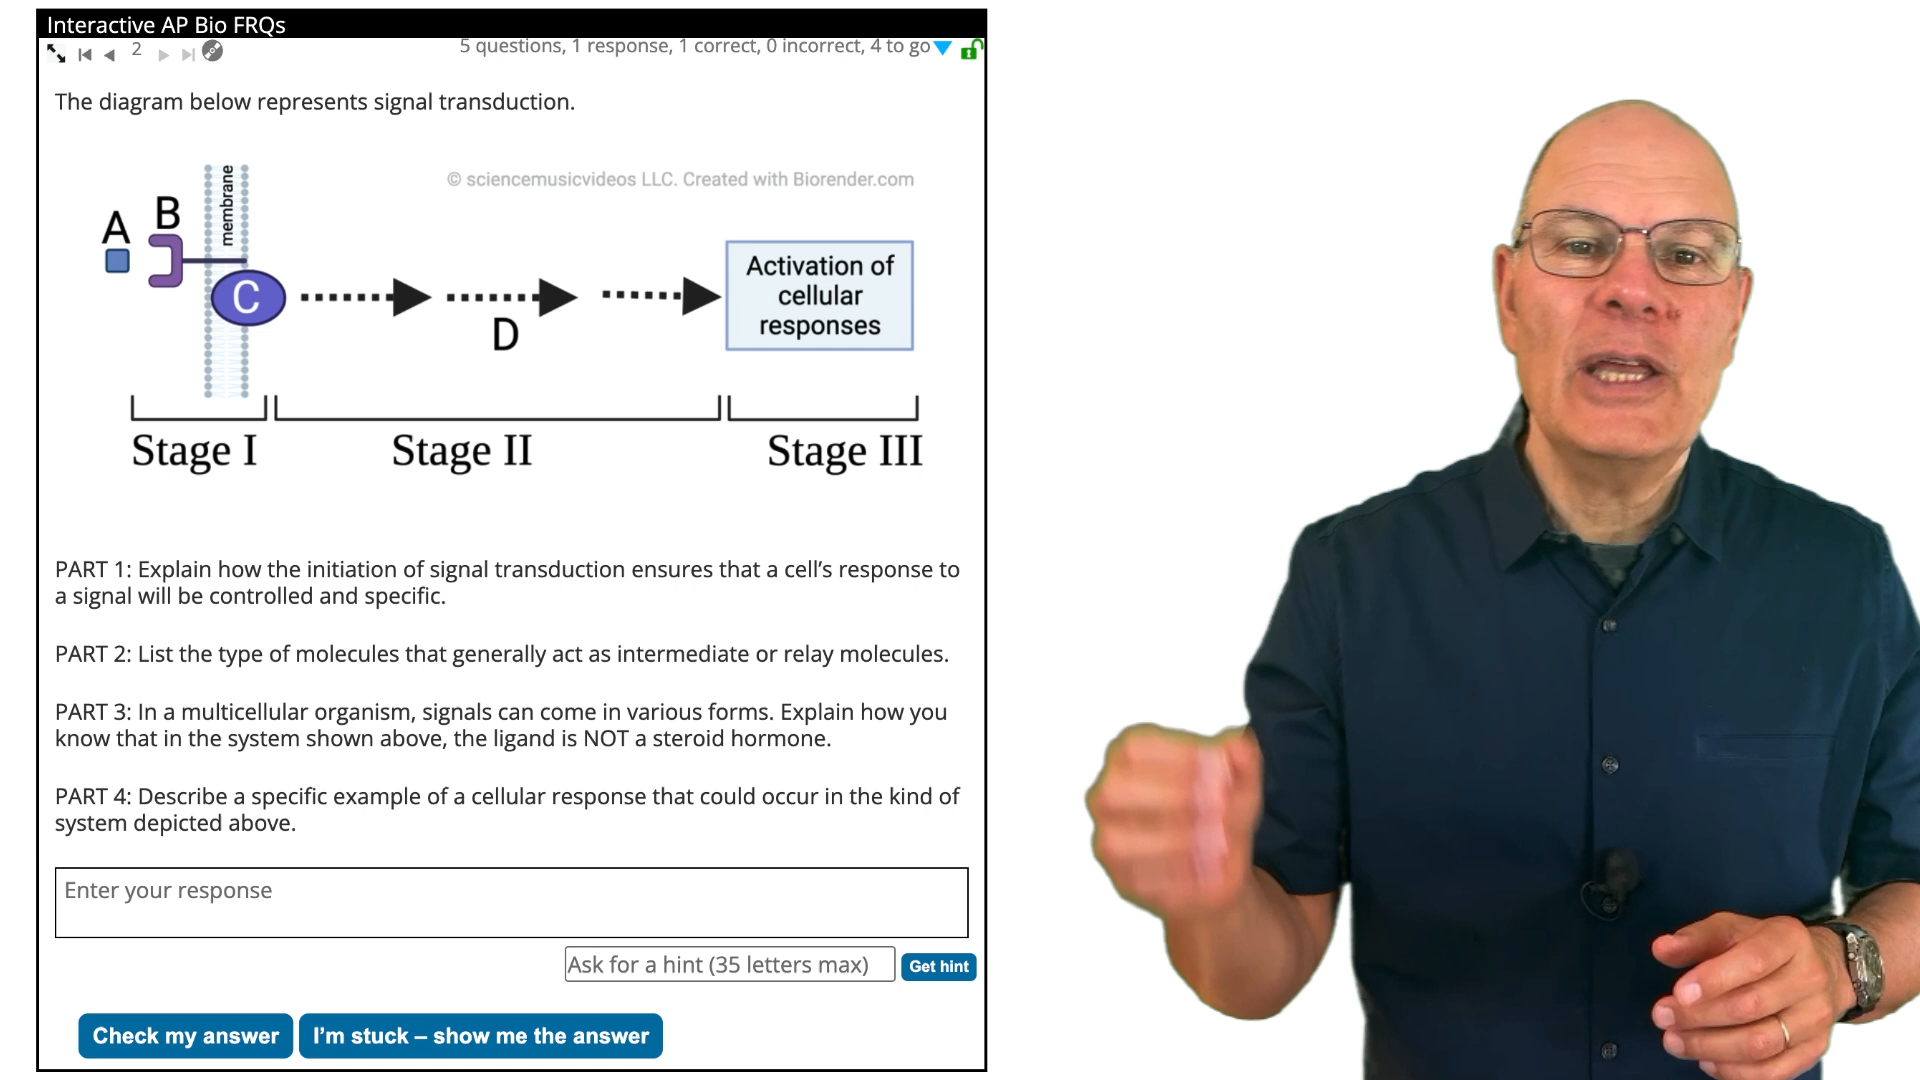 Interactive AP Bio FRQs
2
5 questions, 1 response, 1 correct, 0 incorrect, 4 to go
The diagram below represents signal transduction.
© sciencemusicvideos LLC. Created with Biorender.com
membrane
A
B
C
D
Activation of
cellular
responses
Stage I
Stage II
Stage III
PART 1: Explain how the initiation of signal transduction ensures that a cell’s response to
a signal will be controlled and specific.
PART 2: List the type of molecules that generally act as intermediate or relay molecules.
PART 3: In a multicellular organism, signals can come in various forms. Explain how you
know that in the system shown above, the ligand is NOT a steroid hormone.
PART 4: Describe a specific example of a cellular response that could occur in the kind of
system depicted above.
Enter your response
Ask for a hint (35 letters max)
Get hint
Check my answer
I’m stuck – show me the answer